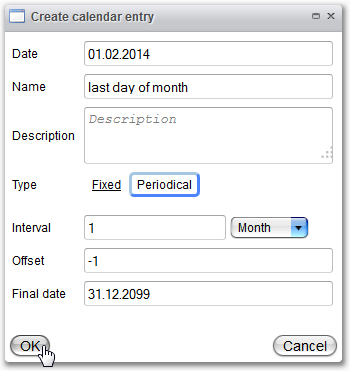 Create calendar entry
Date 01.02.2014
Name last day of month
Description Description
Type Fixed Periodical
Interval 1 Month
Offset -1
Final date 31.12.2099
OK Cancel